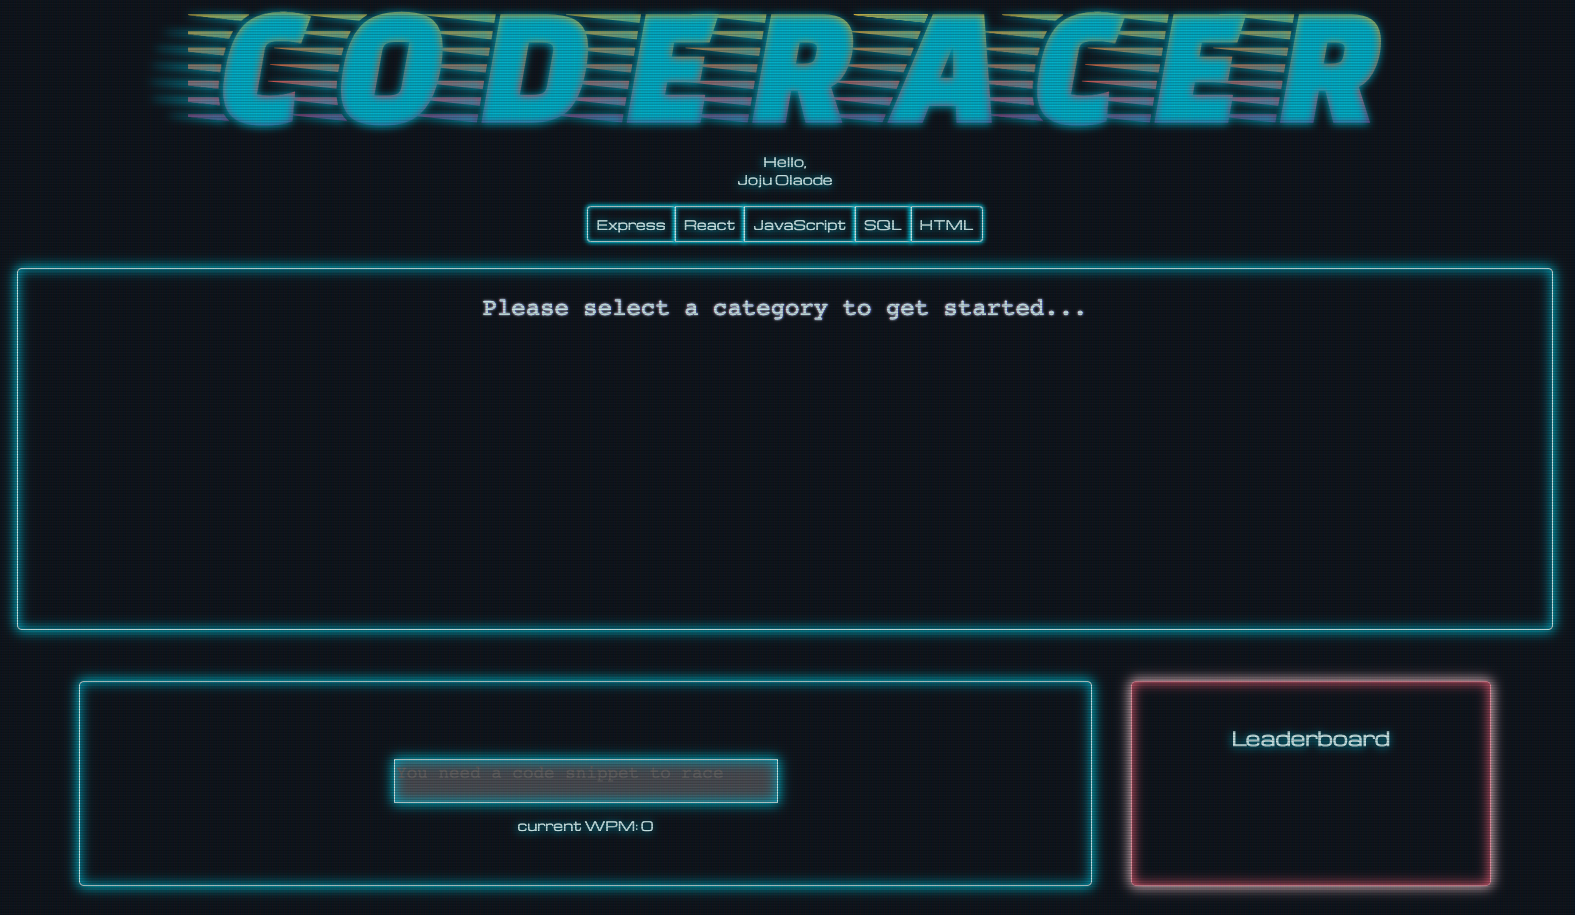 CODERACER
Hello,
Joju Olaode
Express React JavaScript SQL HTML
Please select a category to get started...
You need a code snippet to race
current WPM: 0
Leaderboard